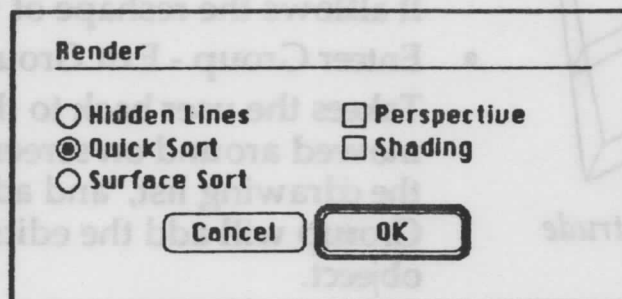 Render
Hidden Lines Perspective
Quick Sort Shading
Surface Sort
Cancel OK